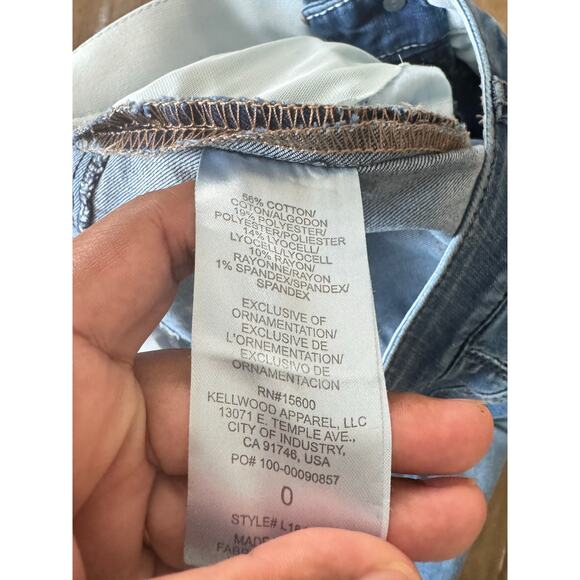 56% COTTON/
COTON/ALGODON
19% POLYESTER/
POLYESTER/POLIESTER
14% LYOCELL/
LYOCELL/LYOCELL
10% RAYON/
RAYONNE/RAYON
1% SPANDEX/SPANDEX/
SPANDEX
EXCLUSIVE OF
ORNAMENTATION/
EXCLUSIVE DE
L'ORNEMENTATION/
EXCLUSIVO DE
ORNAMENTACION
RN#15600
KELLWOOD APPAREL, LLC
13071 E. TEMPLE AVE.,
CITY OF INDUSTRY,
CA 91746, USA
PO# 100-00090857
0
STYLE#
MADE